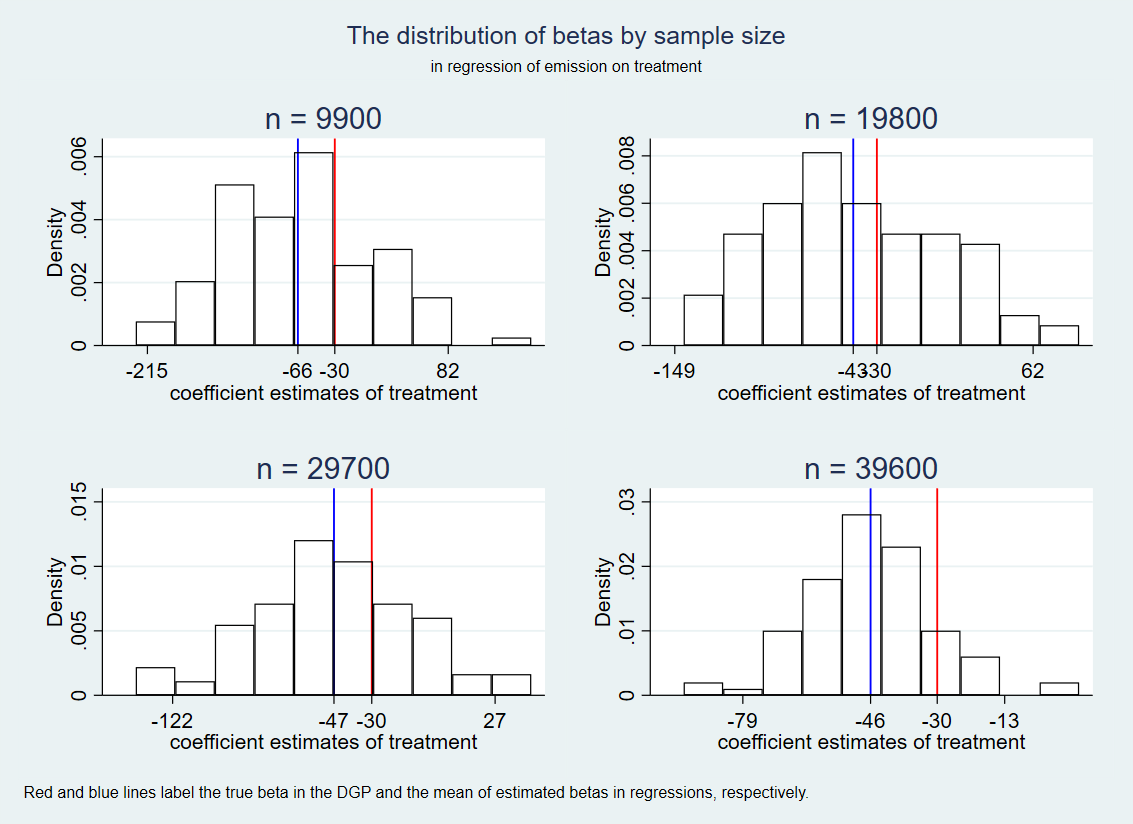 The distribution of betas by sample size
in regression of emission on treatment
n = 9900
Density
0 .002 .004 .006
-215 -66 -30 82
coefficient estimates of treatment
n = 19800
Density
0 .002 .004 .006 .008
-149 -43 -30 62
coefficient estimates of treatment
n = 29700
Density
0 .005 .01 .015
-122 -47 -30 27
coefficient estimates of treatment
n = 39600
Density
0 .01 .02 .03
-79 -46 -30 -13
coefficient estimates of treatment
Red and blue lines label the true beta in the DGP and the mean of estimated betas in regressions, respectively.